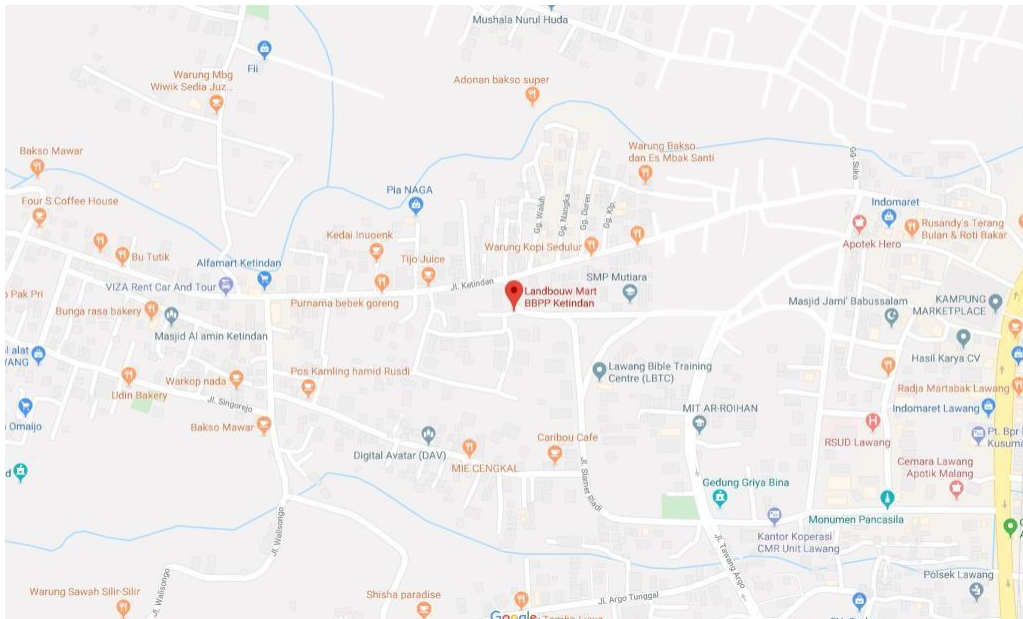 Mushala Nurul Huda
Fii
Warung Mbg
Wiwik Sedia Juz...
Adonan bakso super
Bakso Mawar
Warung Bakso
dan Es Mbak Santi
Gg. Suko
Pia NAGA
Four S Coffee House
Gg. Waluh
Gg. Nangka
Gg. Duren
Gg. Klp.
Indomaret
Rusandy's Terang
Bulan & Roti Bakar
Apotek Hero
Kedai Inuoenk
Warung Kopi Sedulur
Bu Tutik
Alfamart Ketindan
Tijo Juice
VIZA Rent Car And Tour
Jl. Ketindan
SMP Mutiara
Landbouw Mart
BBPP Ketindan
Pak Pri
Purnama bebek goreng
Bunga rasa bakery
Masjid Jami' Babussalam
KAMPUNG
MARKETPLACE
Masjid Al amin Ketindan
Hasil Karya CV
al alat
Lawang Bible Training
Centre (LBTC)
Pos Kamling hamid Rusdi
Warkop nada
Udin Bakery
Radja Martabak Lawang
Jl. Singorejo
MIT AR-ROIHAN
Indomaret Lawang
Omaijo
Bakso Mawar
Caribou Cafe
RSUD Lawang
Pt. Bpr
Kusum
Digital Avatar (DAV)
MIE CENGKAL
Jl. Slamet Riadi
Cemara Lawang
Apotik Malang
Gedung Griya Bina
Monumen Pancasila
Kantor Koperasi
CMR Unit Lawang
Jl. Walisongo
Jl. Tawang Argo
Jl. Walisongo
Polsek Lawang
Warung Sawah Silir-Silir
Shisha paradise
Jl. Argo Tunggal
Google